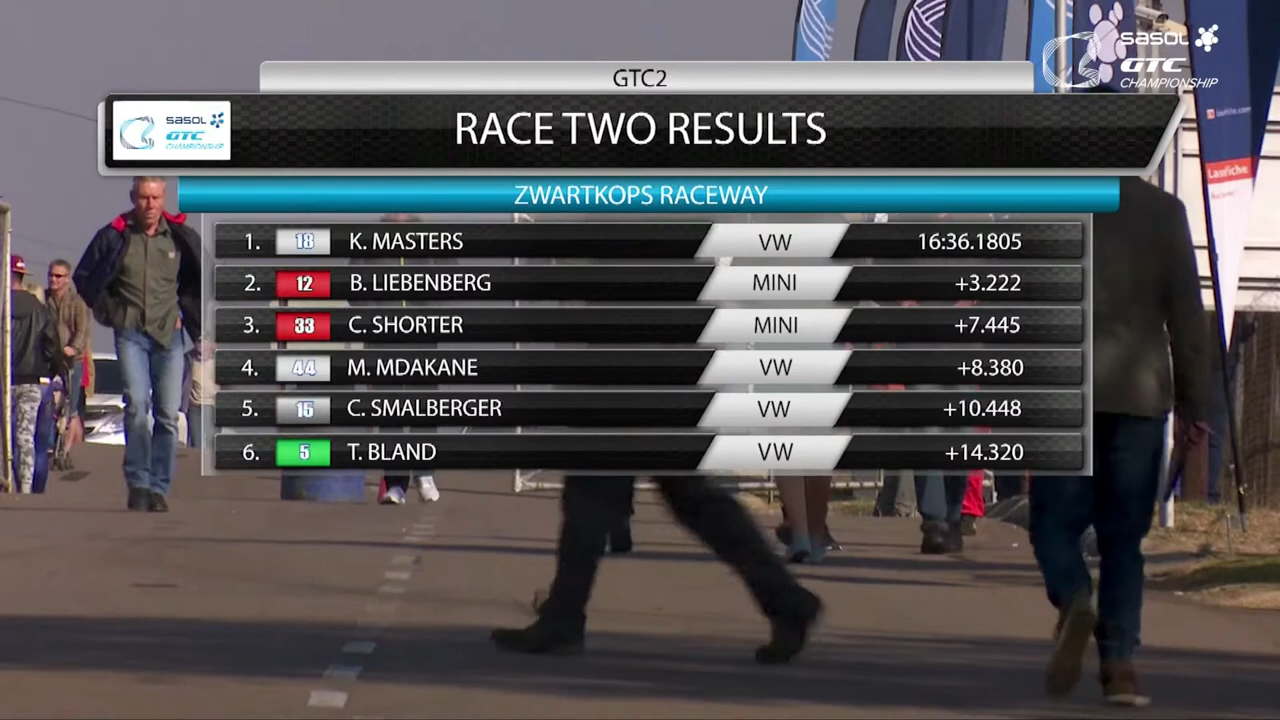 sasol
GTC
CHAMPIONSHIP
GTC2
sasol
GTC
CHAMPIONSHIP
RACE TWO RESULTS
ZWARTKOPS RACEWAY
1. 18 K. MASTERS VW 16:36.1805
2. 12 B. LIEBENBERG MINI +3.222
3. 33 C. SHORTER MINI +7.445
4. 44 M. MDAKANE VW +8.380
5. 15 C. SMALBERGER VW +10.448
6. 5 T. BLAND VW +14.320